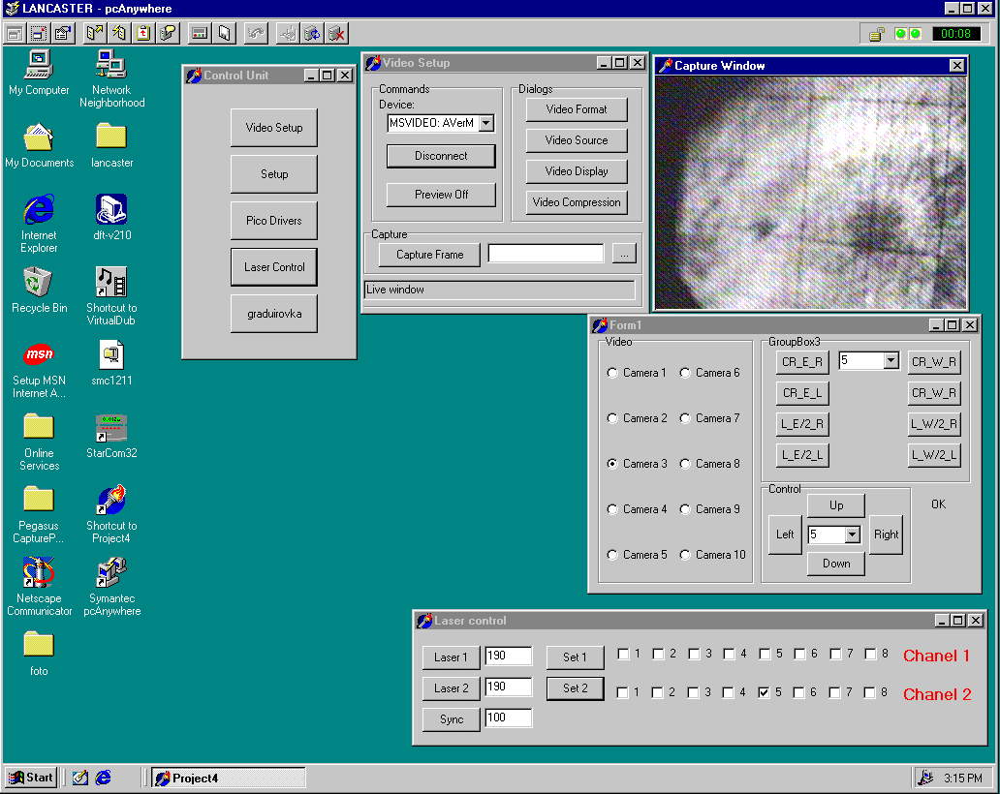 LANCASTER - pcAnywhere
00:08
My Computer
Network
Neighborhood
My Documents
lancaster
Internet
Explorer
dft-v210
Recycle Bin
Shortcut to
VirtualDub
msn
Setup MSN
Internet A...
smc1211
Online
Services
StarCom32
Pegasus
CaptureP...
Shortcut to
Project4
Netscape
Communicator
Symantec
pcAnywhere
foto
Control Unit
Video Setup
Setup
Pico Drivers
Laser Control
graduirovka
Video Setup
Commands
Device:
MSVIDEO: AVerM
Disconnect
Preview Off
Dialogs
Video Format
Video Source
Video Display
Video Compression
Capture
Capture Frame
...
Live window
Capture Window
Form1
Video
Camera 1 Camera 6
Camera 2 Camera 7
Camera 3 Camera 8
Camera 4 Camera 9
Camera 5 Camera 10
GroupBox3
CR_E_R 5 CR_W_R
CR_E_L CR_W_R
L_E/2_R L_W/2_R
L_E/2_L L_W/2_L
Control
Up
Left 5 Right
Down
OK
Laser control
Laser 1 190 Set 1 1 2 3 4 5 6 7 8 Chanel 1
Laser 2 190 Set 2 1 2 3 4 5 6 7 8 Chanel 2
Sync 100
Start
Project4
3:15 PM